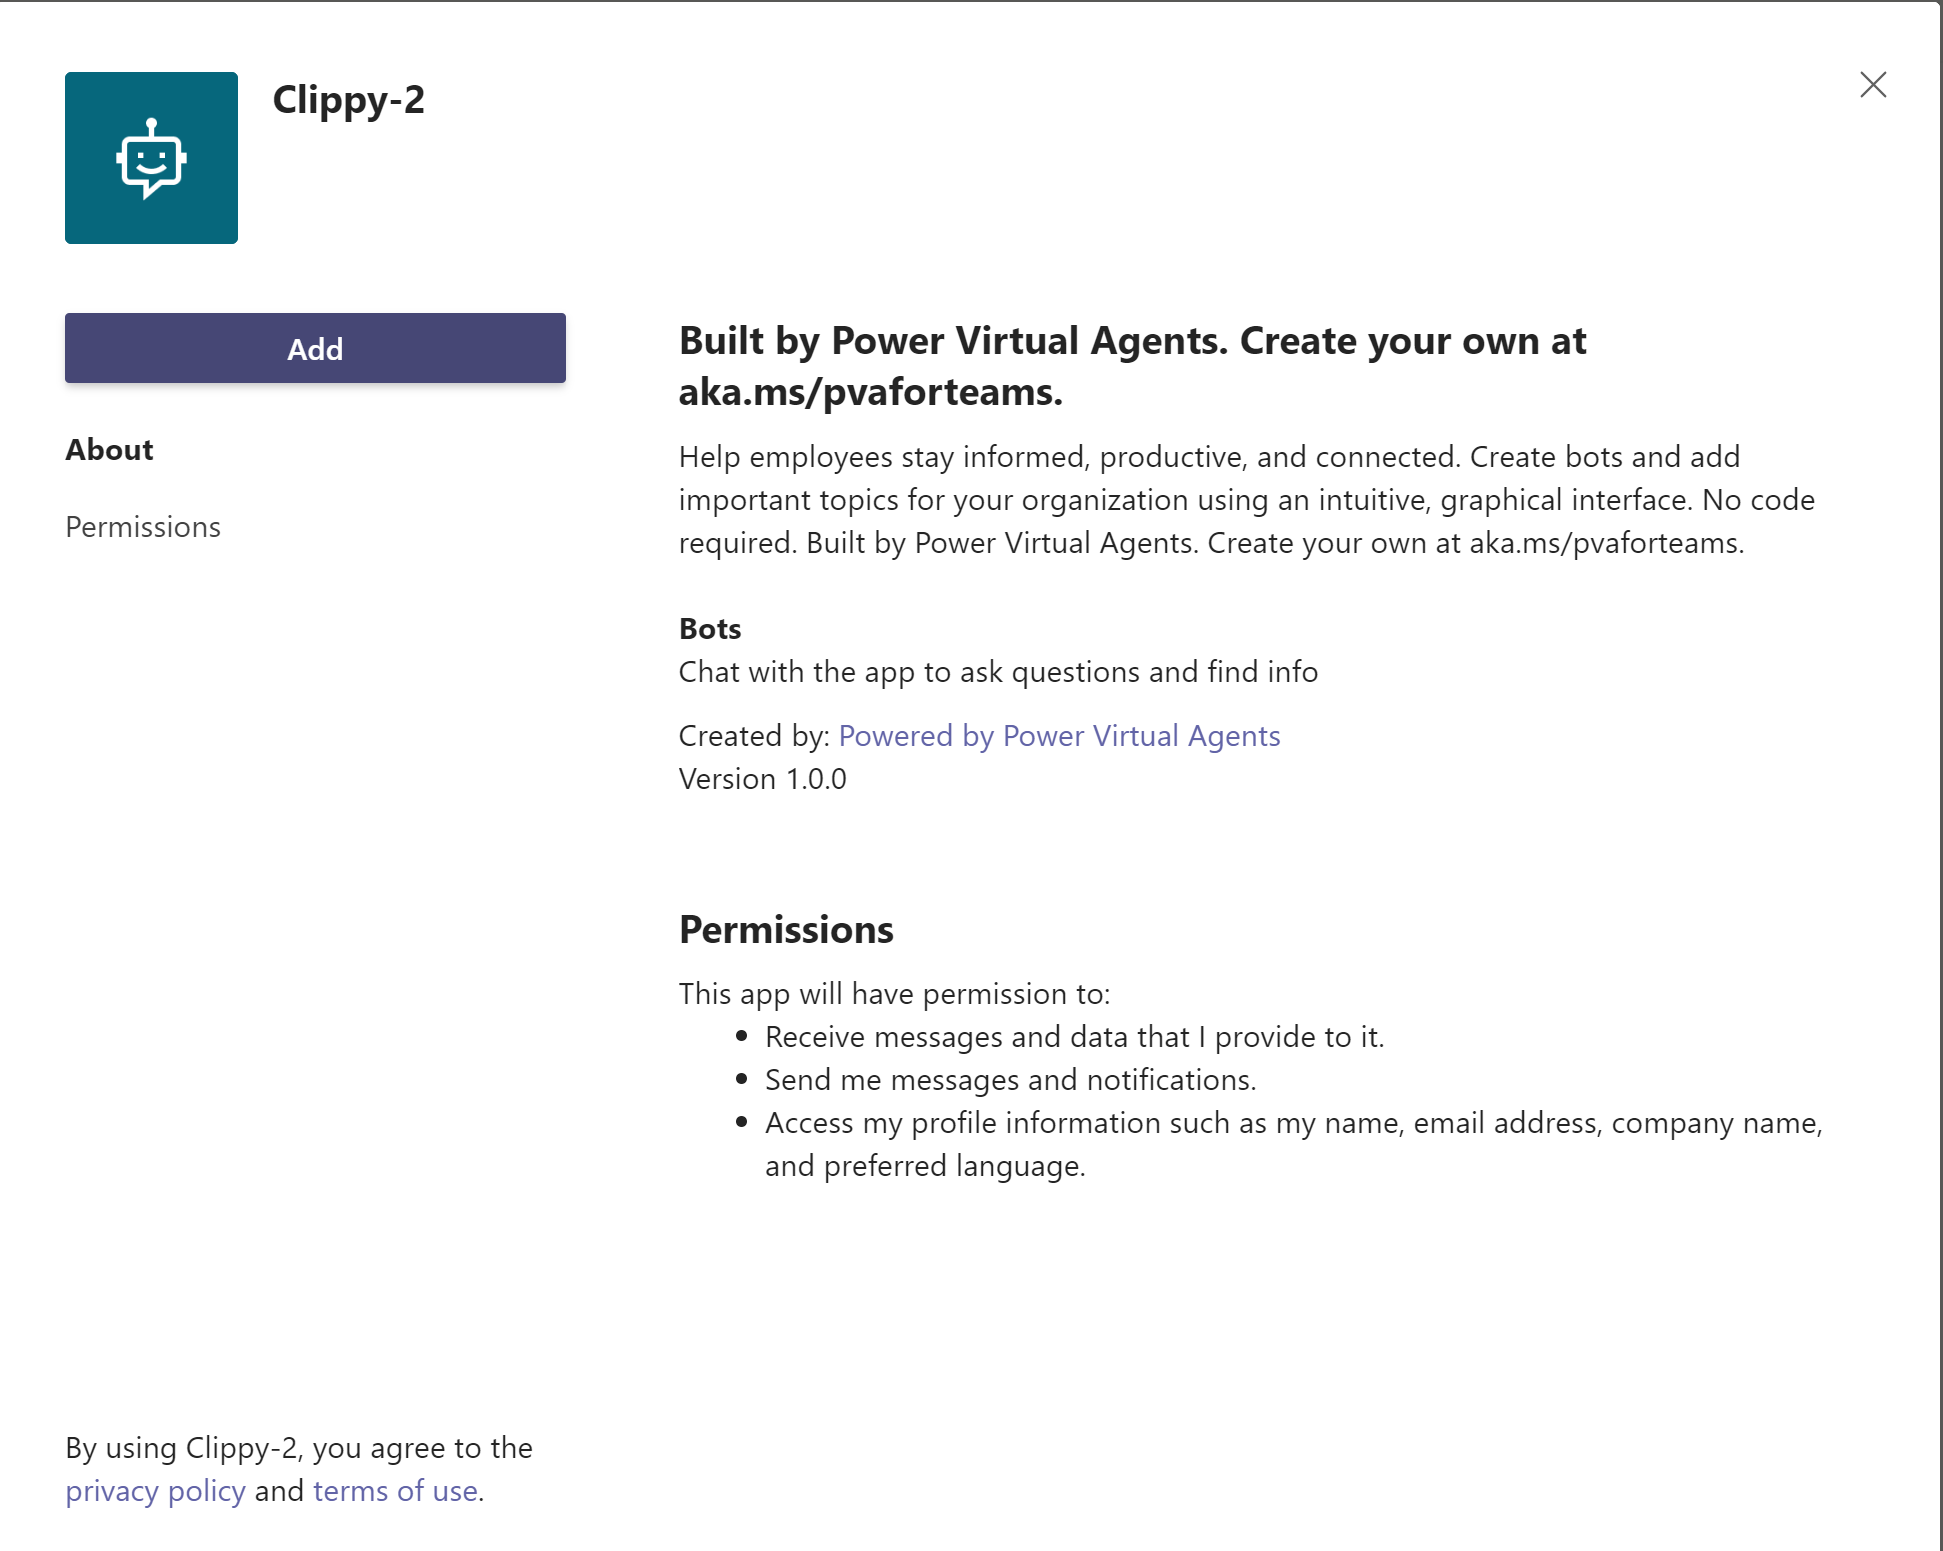 Clippy-2
Add
About
Permissions
Built by Power Virtual Agents. Create your own at
aka.ms/pvaforteams.
Help employees stay informed, productive, and connected. Create bots and add
important topics for your organization using an intuitive, graphical interface. No code
required. Built by Power Virtual Agents. Create your own at aka.ms/pvaforteams.
Bots
Chat with the app to ask questions and find info
Created by: Powered by Power Virtual Agents
Version 1.0.0
Permissions
This app will have permission to:
• Receive messages and data that I provide to it.
• Send me messages and notifications.
• Access my profile information such as my name, email address, company name,
and preferred language.
By using Clippy-2, you agree to the
privacy policy and terms of use.